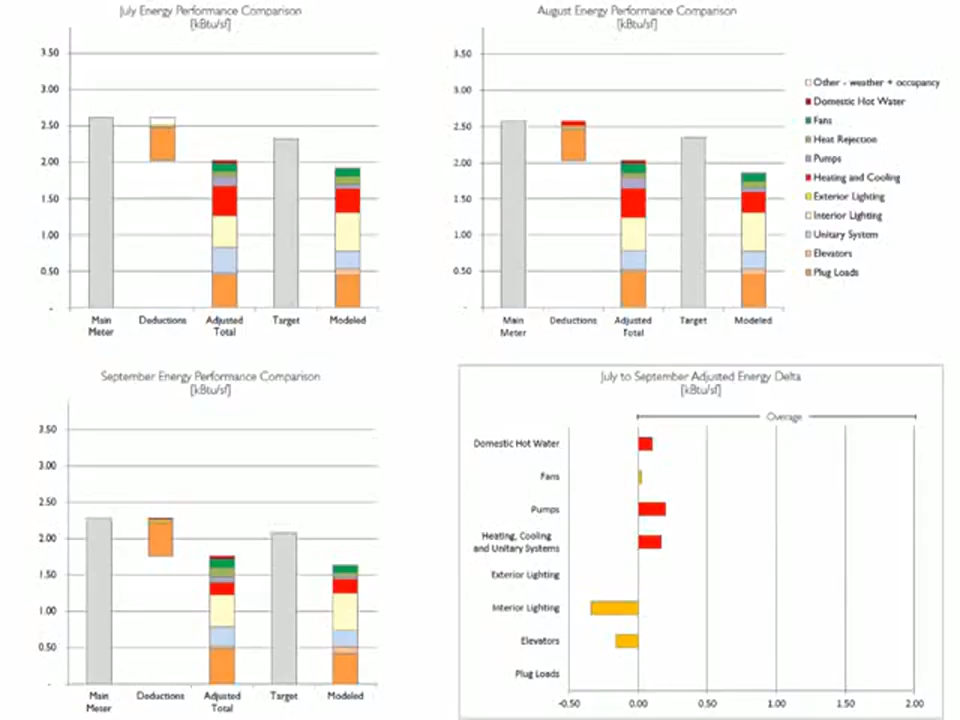 July Energy Performance Comparison
[kBtu/sf]
3.50
3.00
2.50
2.00
1.50
1.00
0.50
-
Main Meter
Deductions
Adjusted Total
Target
Modeled
August Energy Performance Comparison
[kBtu/sf]
3.50
3.00
2.50
2.00
1.50
1.00
0.50
-
Main Meter
Deductions
Adjusted Total
Target
Modeled
Other - weather + occupancy
Domestic Hot Water
Fans
Heat Rejection
Pumps
Heating and Cooling
Exterior Lighting
Interior Lighting
Unitary System
Elevators
Plug Loads
September Energy Performance Comparison
[kBtu/sf]
3.50
3.00
2.50
2.00
1.50
1.00
0.50
-
Main Meter
Deductions
Adjusted Total
Target
Modeled
July to September Adjusted Energy Delta
[kBtu/sf]
Overage
Domestic Hot Water
Fans
Pumps
Heating, Cooling
and Unitary Systems
Exterior Lighting
Interior Lighting
Elevators
Plug Loads
-0.50 0.00 0.50 1.00 1.50 2.00